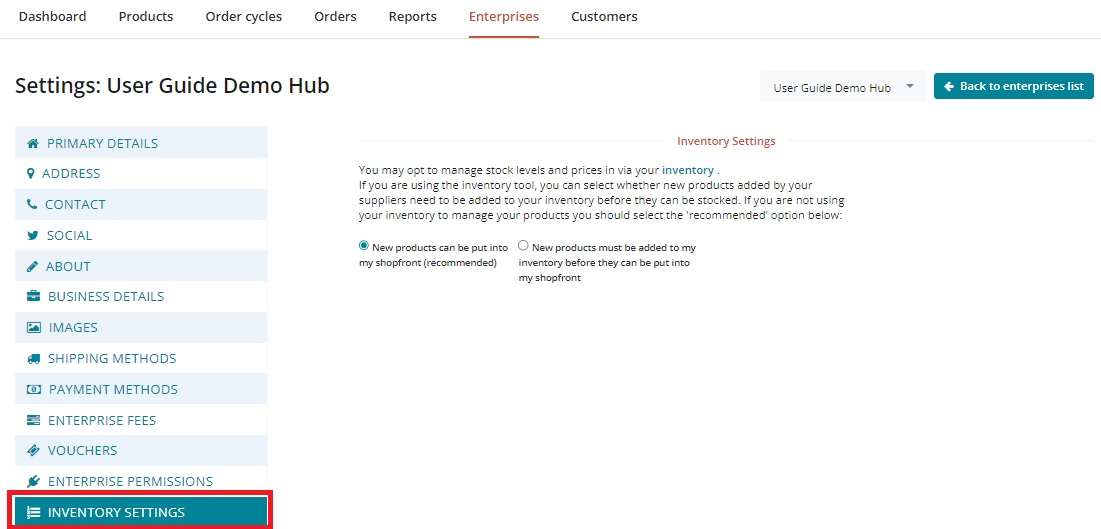 Dashboard Products Order cycles Orders Reports Enterprises Customers
Settings: User Guide Demo Hub
User Guide Demo Hub
Back to enterprises list
PRIMARY DETAILS
ADDRESS
CONTACT
SOCIAL
ABOUT
BUSINESS DETAILS
IMAGES
SHIPPING METHODS
PAYMENT METHODS
ENTERPRISE FEES
VOUCHERS
ENTERPRISE PERMISSIONS
INVENTORY SETTINGS
Inventory Settings
You may opt to manage stock levels and prices in via your inventory .
If you are using the inventory tool, you can select whether new products added by your
suppliers need to be added to your inventory before they can be stocked. If you are not using
your inventory to manage your products you should select the 'recommended' option below:
New products can be put into
my shopfront (recommended)
New products must be added to my
inventory before they can be put into
my shopfront